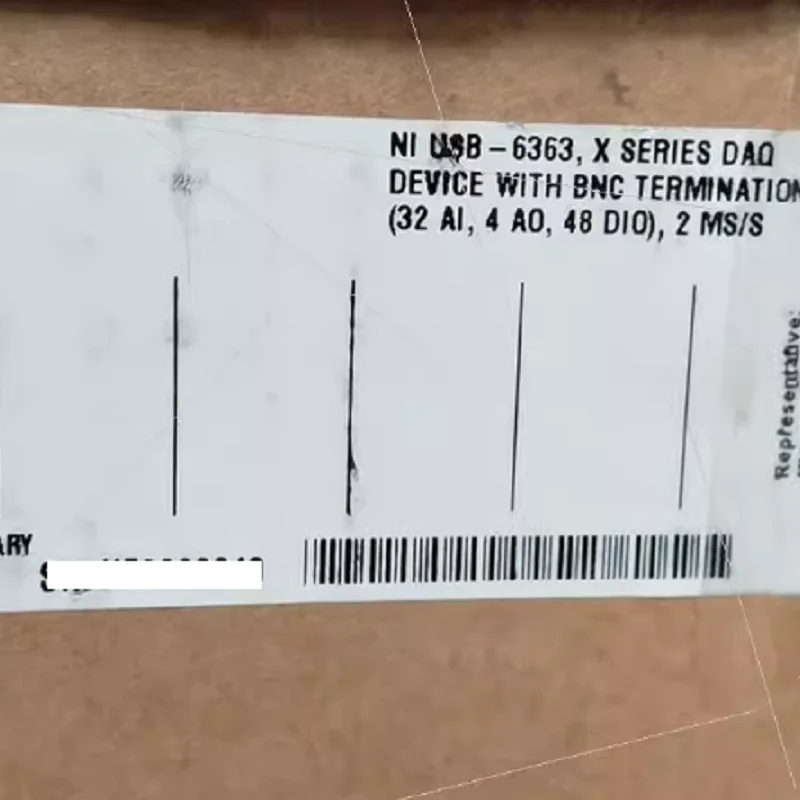 NI USB-6363, X SERIES DAQ
DEVICE WITH BNC TERMINATION
(32 AI, 4 AO, 48 DIO), 2 MS/S
Representative:
ARY